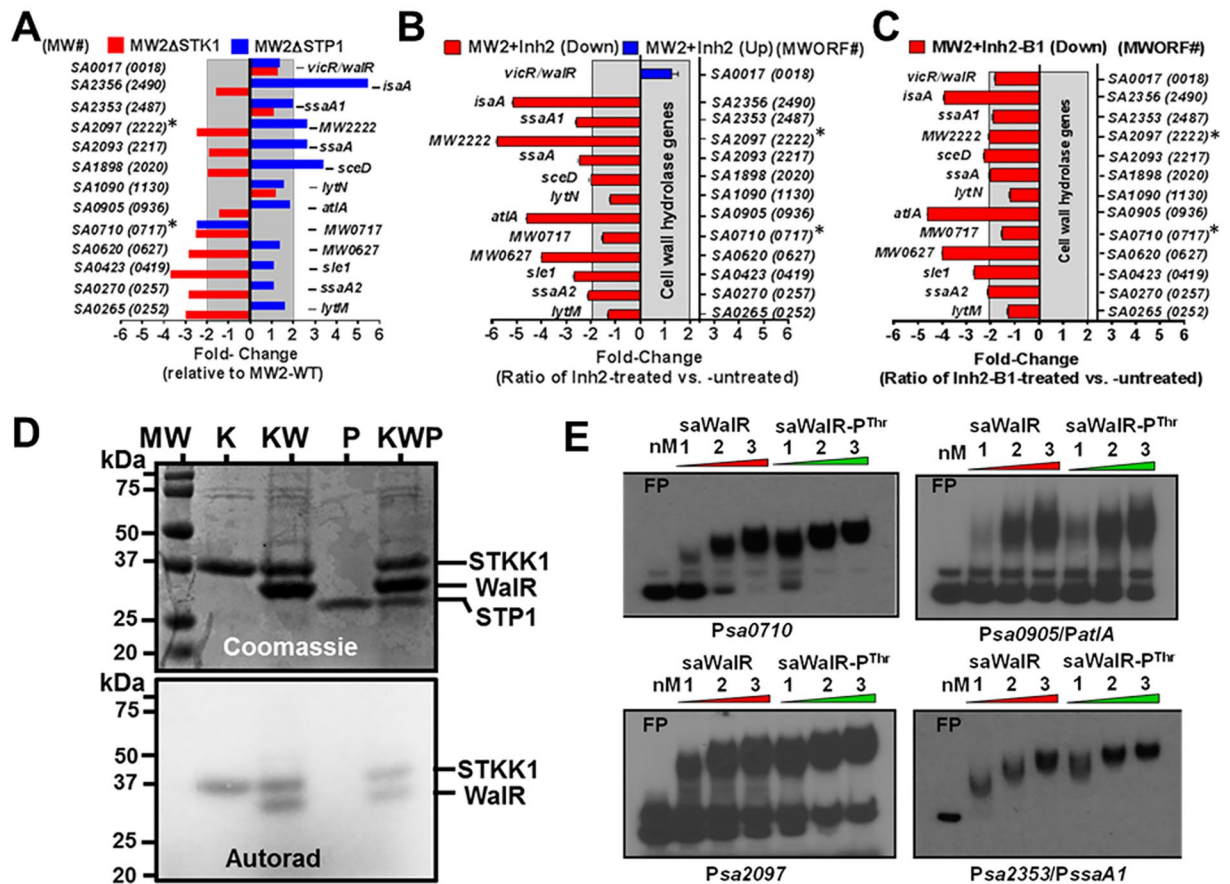 A
(MW#) MW2ΔSTK1 MW2ΔSTP1
SA0017 (0018) vicR/walR
SA2356 (2490) isaA
SA2353 (2487) ssaA1
SA2097 (2222)* MW2222
SA2093 (2217) ssaA
SA1898 (2020) sceD
SA1090 (1130) lytN
SA0905 (0936) atlA
SA0710 (0717)* MW0717
SA0620 (0627) MW0627
SA0423 (0419) sle1
SA0270 (0257) ssaA2
SA0265 (0252) lytM
-6 -5 -4 -3 -2 -1 0 1 2 3 4 5 6
Fold- Change
(relative to MW2-WT)
B
MW2+Inh2 (Down) MW2+Inh2 (Up) (MWORF#)
vicR/walR SA0017 (0018)
isaA SA2356 (2490)
ssaA1 SA2353 (2487)
MW2222 SA2097 (2222)*
ssaA SA2093 (2217)
sceD SA1898 (2020)
lytN SA1090 (1130)
atlA SA0905 (0936)
MW0717 SA0710 (0717)*
MW0627 SA0620 (0627)
sle1 SA0423 (0419)
ssaA2 SA0270 (0257)
lytM SA0265 (0252)
Cell wall hydrolase genes
-6 -5 -4 -3 -2 -1 0 1 2 3 4 5 6
Fold-Change
(Ratio of Inh2-treated vs. -untreated)
C
MW2+Inh2-B1 (Down) (MWORF#)
vicR/walR SA0017 (0018)
isaA SA2356 (2490)
ssaA1 SA2353 (2487)
MW2222 SA2097 (2222)*
sceD SA2093 (2217)
ssaA SA1898 (2020)
lytN SA1090 (1130)
atlA SA0905 (0936)
MW0717 SA0710 (0717)*
MW0627 SA0620 (0627)
sle1 SA0423 (0419)
ssaA2 SA0270 (0257)
lytM SA0265 (0252)
Cell wall hydrolase genes
-6 -5 -4 -3 -2 -1 0 1 2 3 4 5 6
Fold-Change
(Ratio of Inh2-B1-treated vs. -untreated)
D
MW K KW P KWP
kDa
75
50
37
25
20
STKK1
WalR
STP1
Coomassie
kDa
75
50
37
25
20
STKK1
WalR
Autorad
E
saWalR saWalR-PThr
nM 1 2 3 1 2 3
FP
Psa0710
saWalR saWalR-PThr
nM 1 2 3 1 2 3
FP
Psa0905/PatlA
saWalR saWalR-PThr
nM 1 2 3 1 2 3
FP
Psa2097
saWalR saWalR-PThr
nM 1 2 3 1 2 3
FP
Psa2353/PssaA1